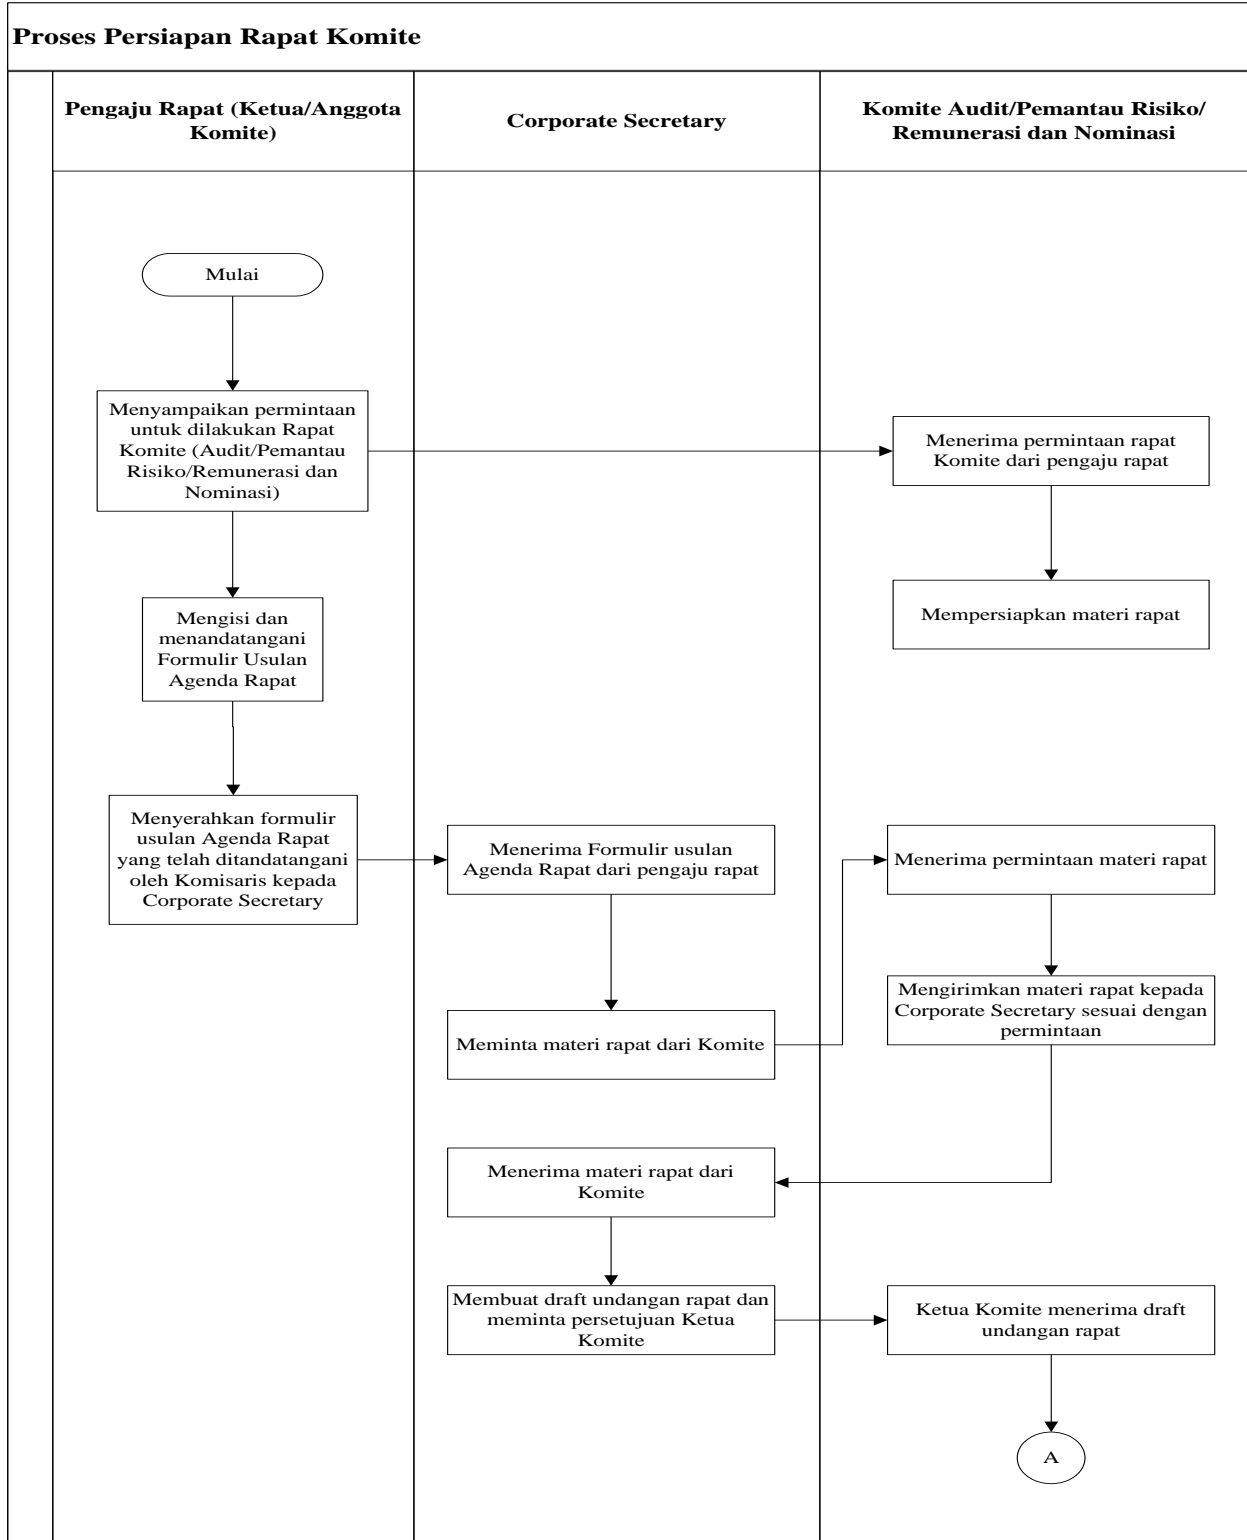 Proses Persiapan Rapat Komite
Pengaju Rapat (Ketua/Anggota
Komite)
Corporate Secretary
Komite Audit/Pemantau Risiko/
Remunerasi dan Nominasi
Mulai
Menyampaikan permintaan
untuk dilakukan Rapat
Komite (Audit/Pemantau
Risiko/Remunerasi dan
Nominasi)
Menerima permintaan rapat
Komite dari pengaju rapat
Mempersiapkan materi rapat
Mengisi dan
menandatangani
Formulir Usulan
Agenda Rapat
Menyerahkan formulir
usulan Agenda Rapat
yang telah ditandatangani
oleh Komisaris kepada
Corporate Secretary
Menerima Formulir usulan
Agenda Rapat dari pengaju rapat
Menerima permintaan materi rapat
Meminta materi rapat dari Komite
Mengirimkan materi rapat kepada
Corporate Secretary sesuai dengan
permintaan
Menerima materi rapat dari
Komite
Membuat draft undangan rapat dan
meminta persetujuan Ketua
Komite
Ketua Komite menerima draft
undangan rapat
A